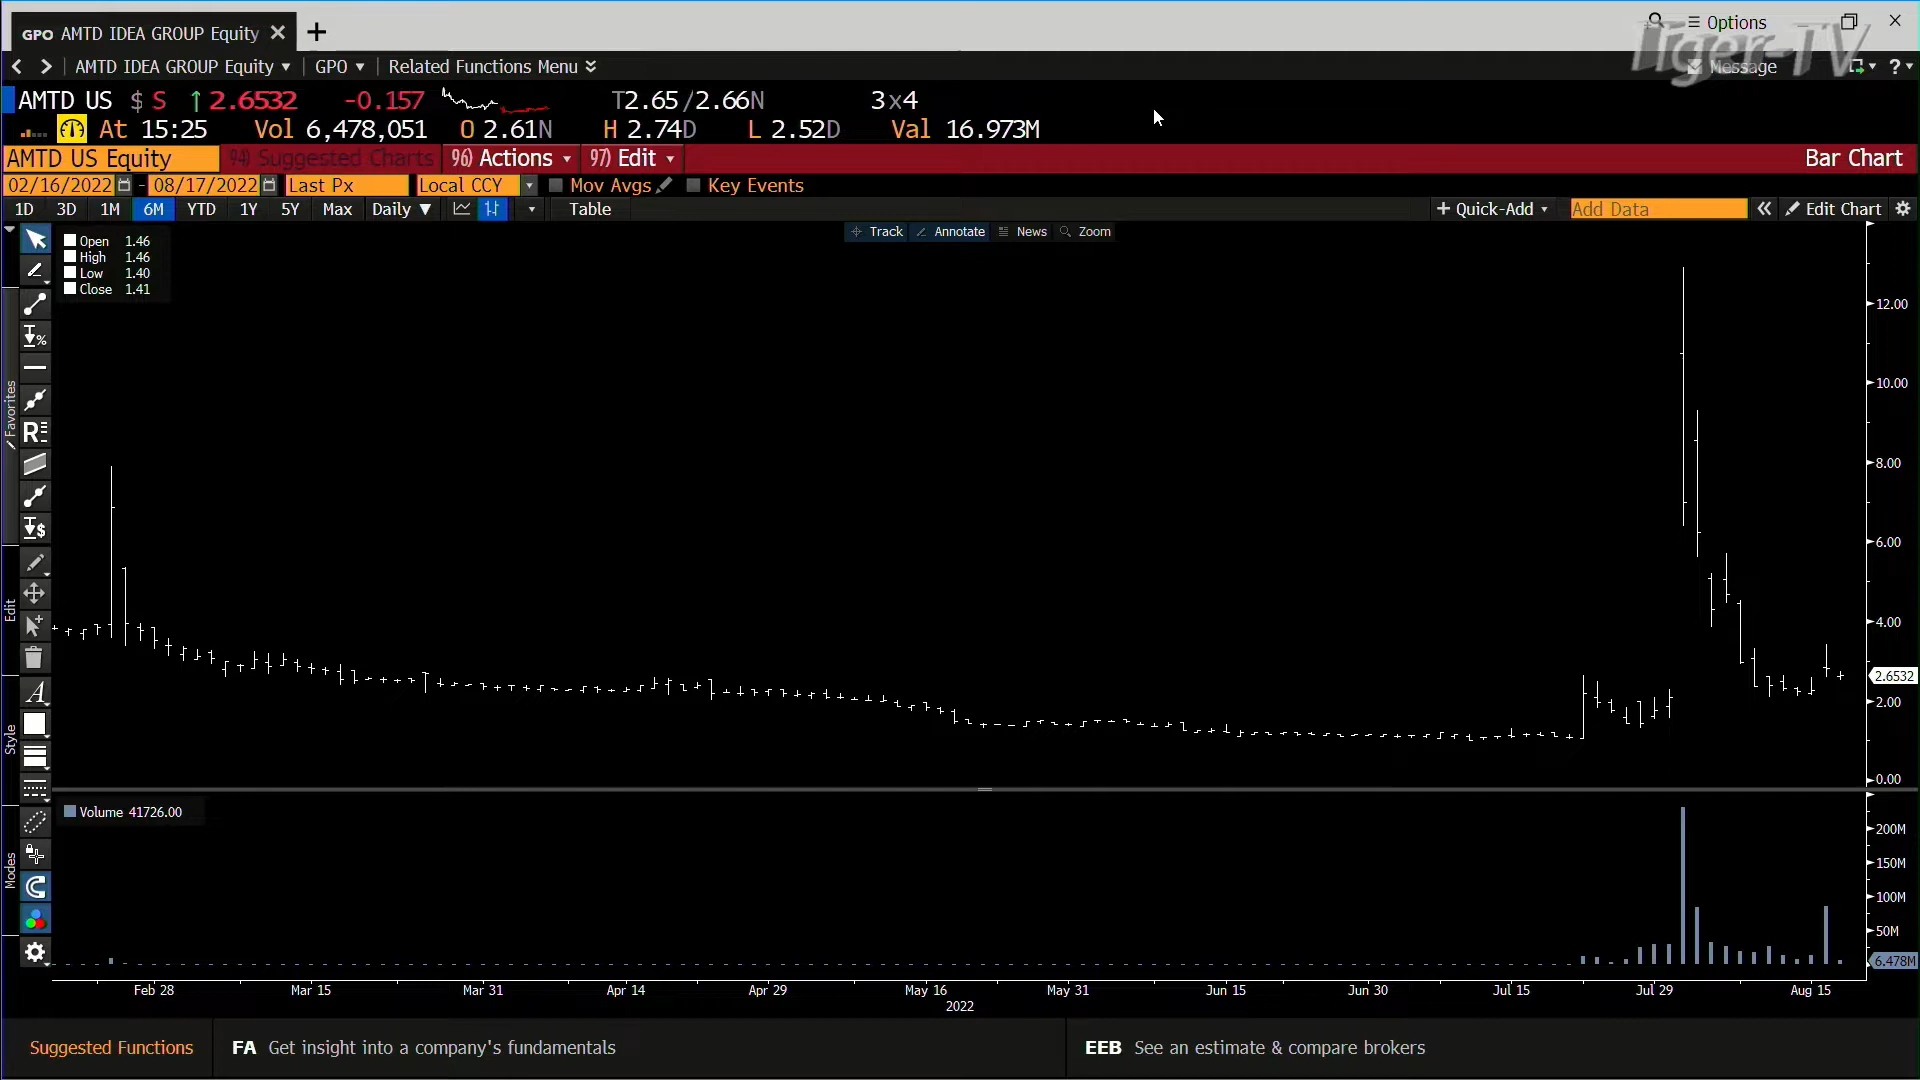 GPO AMTD IDEA GROUP Equity
Options
Tiger-TV
AMTD IDEA GROUP Equity GPO Related Functions Menu
Message ?
AMTD US $ S ↑ 2.6532 -0.157 T2.65/2.66N 3x4
At 15:25 Vol 6,478,051 O 2.61N H 2.74D L 2.52D Val 16.973M
AMTD US Equity 94) Suggested Charts 96) Actions 97) Edit Bar Chart
02/16/2022 - 08/17/2022 Last Px Local CCY Mov Avgs Key Events
1D 3D 1M 6M YTD 1Y 5Y Max Daily ▼ Table + Quick-Add Add Data « Edit Chart
Track Annotate News Zoom
Open 1.46
High 1.46
Low 1.40
Close 1.41
12.00
10.00
8.00
6.00
4.00
2.6532
2.00
0.00
Favorites
Edit
Style
Modes
Volume 41726.00
200M
150M
100M
50M
6.478M
Feb 28 Mar 15 Mar 31 Apr 14 Apr 29 May 16 May 31 Jun 15 Jun 30 Jul 15 Jul 29 Aug 15
2022
Suggested Functions FA Get insight into a company's fundamentals EEB See an estimate & compare brokers